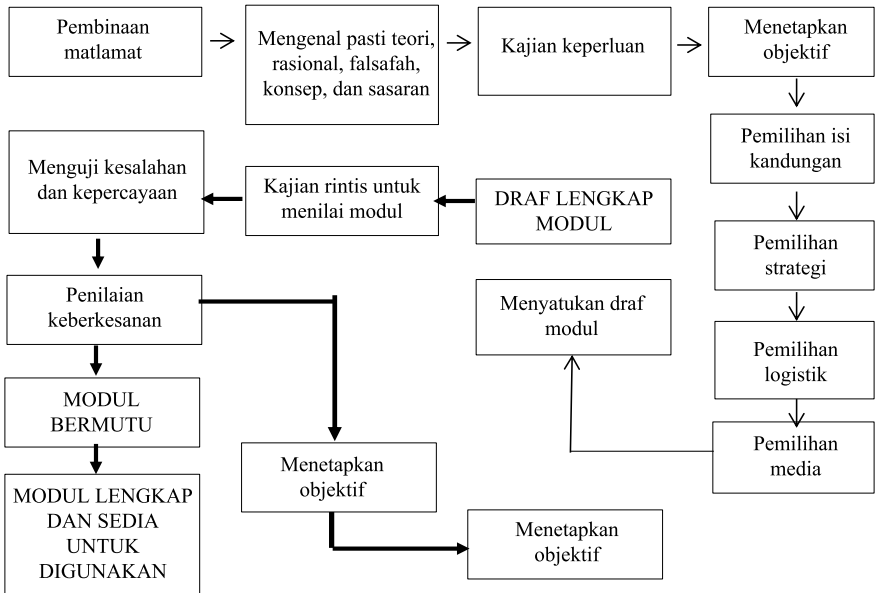 Pembinaan
matlamat
Mengenal pasti teori,
rasional, falsafah,
konsep, dan sasaran
Kajian keperluan
Menetapkan
objektif
Pemilihan isi
kandungan
Menguji kesalahan
dan kepercayaan
Kajian rintis untuk
menilai modul
DRAF LENGKAP
MODUL
Pemilihan
strategi
Penilaian
keberkesanan
Menyatukan draf
modul
Pemilihan
logistik
MODUL
BERMUTU
Pemilihan
media
Menetapkan
objektif
MODUL LENGKAP
DAN SEDIA
UNTUK
DIGUNAKAN
Menetapkan
objektif